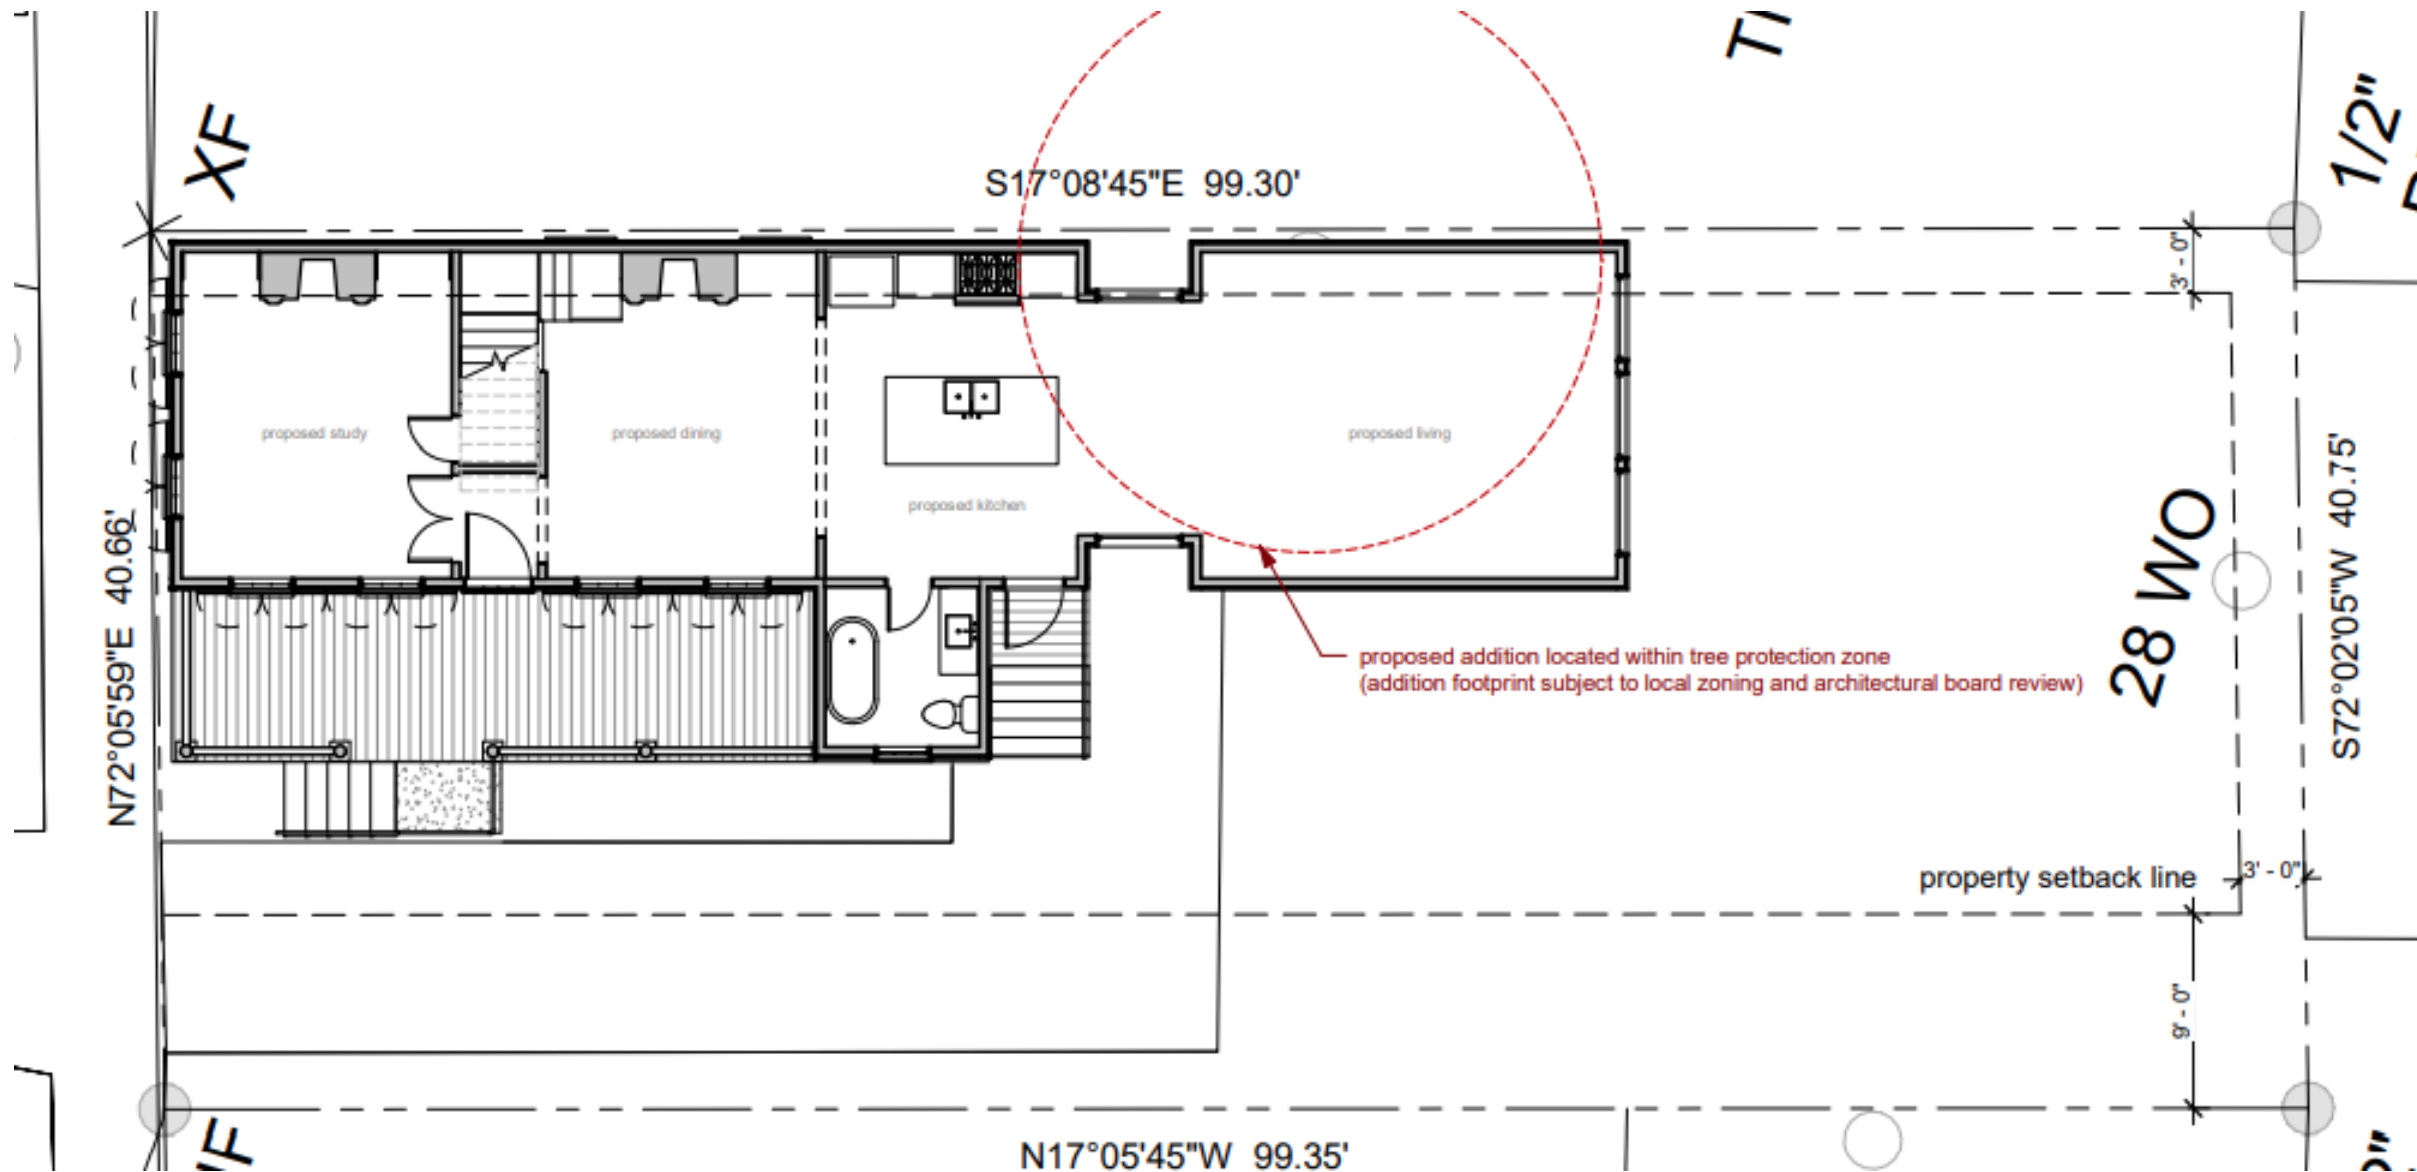 XF
1/2"
S17°08'45"E 99.30'
3' - 0"
proposed study
proposed dining
proposed living
proposed kitchen
N72°05'59"E 40.66'
28 WO
S72°02'05"W 40.75'
proposed addition located within tree protection zone
(addition footprint subject to local zoning and architectural board review)
property setback line
3' - 0"
9' - 0"
N17°05'45"W 99.35'